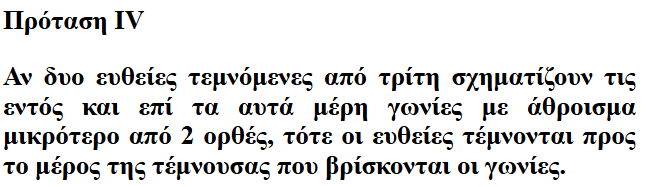 Πρόταση IV
Αν δυο ευθείες τεμνόμενες από τρίτη σχηματίζουν τις
εντός και επί τα αυτά μέρη γωνίες με άθροισμα
μικρότερο από 2 ορθές, τότε οι ευθείες τέμνονται προς
το μέρος της τέμνουσας που βρίσκονται οι γωνίες.